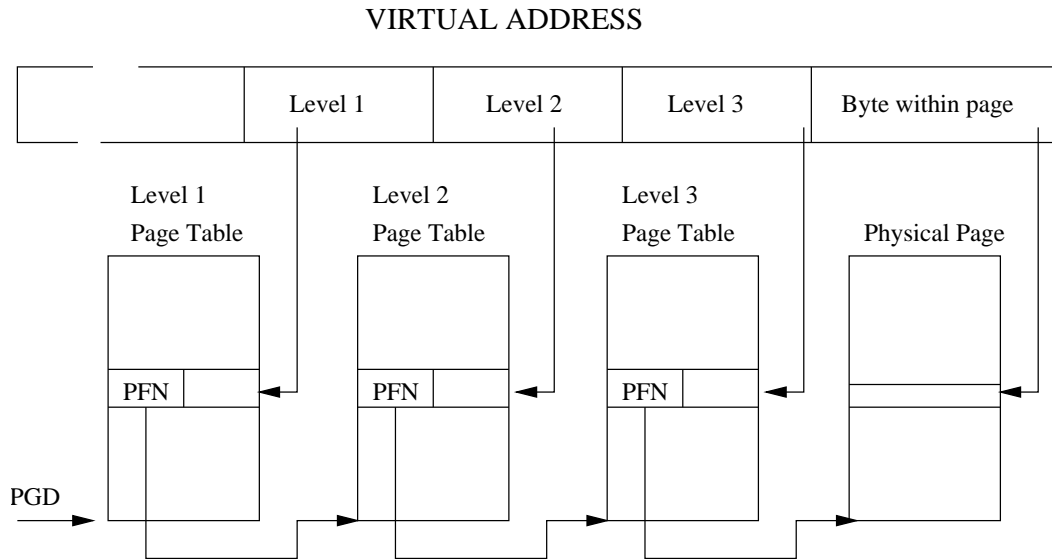 VIRTUAL ADDRESS
Level 1
Level 2
Level 3
Byte within page
Level 1
Page Table
Level 2
Page Table
Level 3
Page Table
Physical Page
PFN
PFN
PFN
PGD